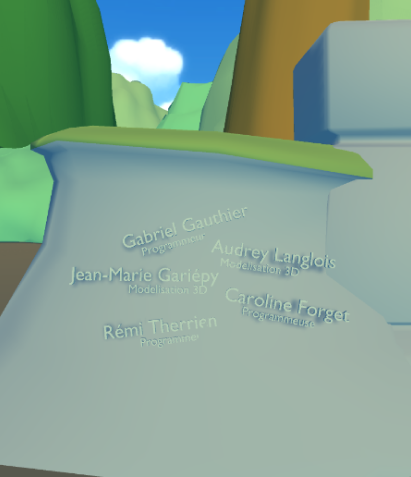 Gabriel Gauthier
Programmeur
Audrey Langlois
Modélisation 3D
Jean-Marie Gariépy
Modélisation 3D
Caroline Forget
Programmeuse
Rémi Therrien
Programmeur